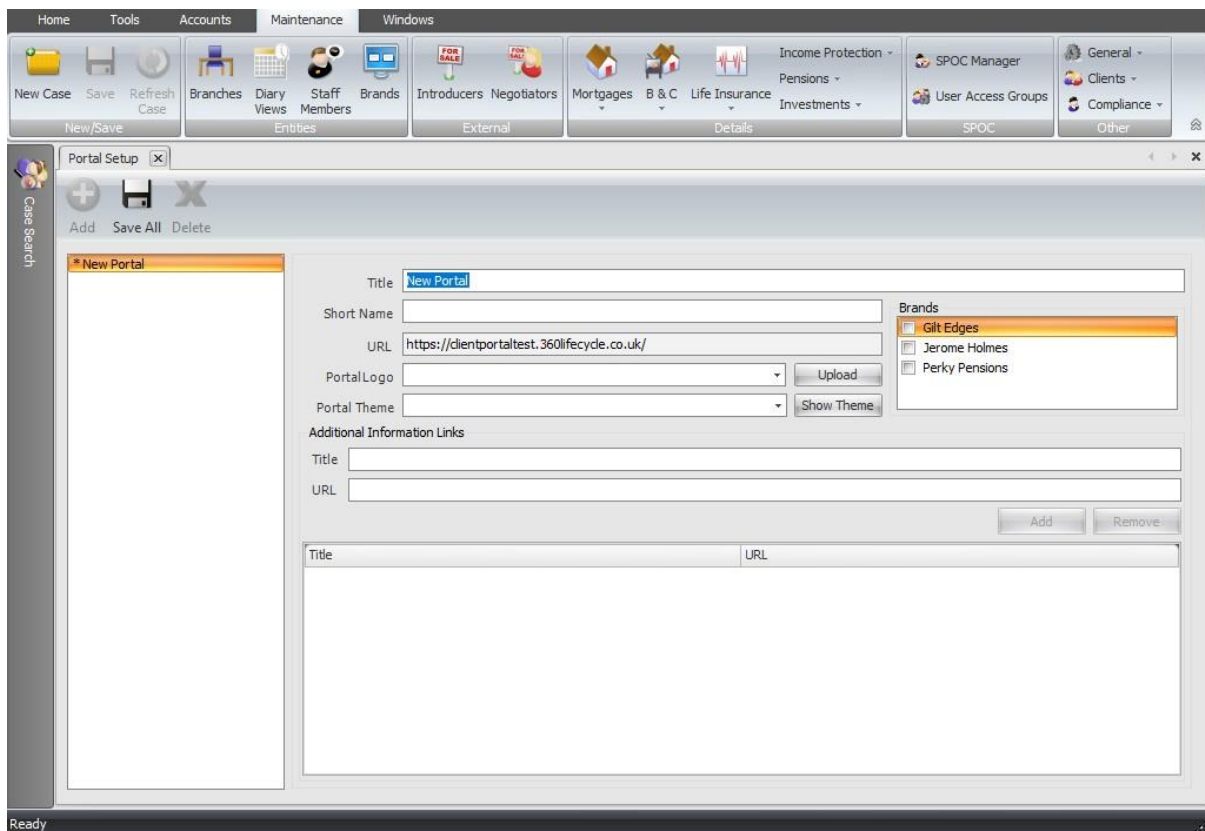 Home Tools Accounts Maintenance Windows
New Case Save Refresh Case Branches Diary Views Staff Members Brands FOR SALE Introducers FOR SALE Negotiators Mortgages B & C Life Insurance
Income Protection
Pensions
Investments
SPOC Manager
User Access Groups
General
Clients
Compliance
New/Save Entities External Details SPOC Other
Case Search
Portal Setup
Add Save All Delete
* New Portal
Title New Portal
Short Name
URL https://clientportaltest.360lifecycle.co.uk/
Portal Logo Upload
Portal Theme Show Theme
Brands
Gilt Edges
Jerome Holmes
Perky Pensions
Additional Information Links
Title
URL
Add Remove
Title URL
Ready